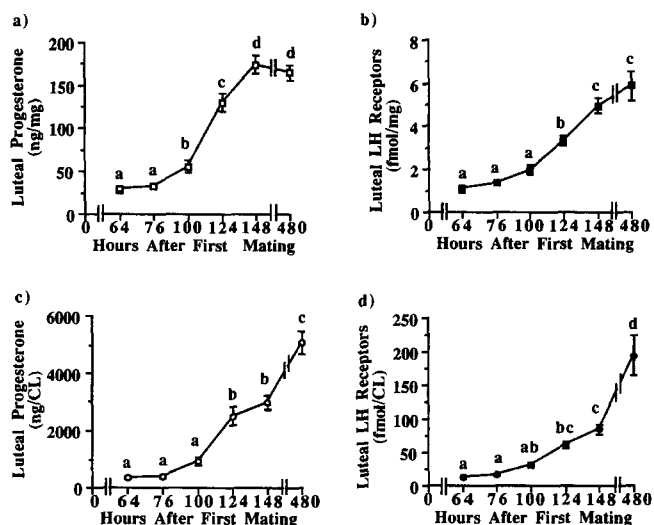 a)
200
150
100
50
0
Luteal Progesterone
(ng/mg)
a a b c d d
0 64 76 100 124 148 480
Hours After First Mating
b)
8
6
4
2
0
Luteal LH Receptors
(fmol/mg)
a a a b c c
0 64 76 100 124 148 480
Hours After First Mating
c)
6000
4000
2000
0
Luteal Progesterone
(ng/CL)
a a a b b c
0 64 76 100 124 148 480
Hours After First Mating
d)
250
200
150
100
50
0
Luteal LH Receptors
(fmol/CL)
a a ab bc c d
0 64 76 100 124 148 480
Hours After First Mating